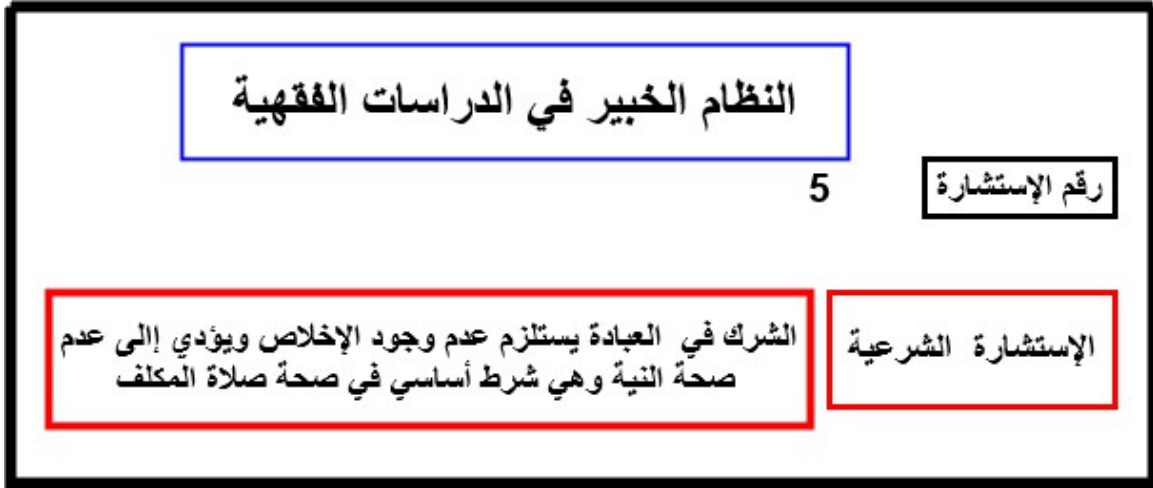 النظام الخبير في الدراسات الفقهية
رقم الإستشارة
5
الإستشارة الشرعية
الشرك في العبادة يستلزم عدم وجود الإخلاص ويؤدي إالى عدم
صحة النية وهي شرط أساسي في صحة صلاة المكلف